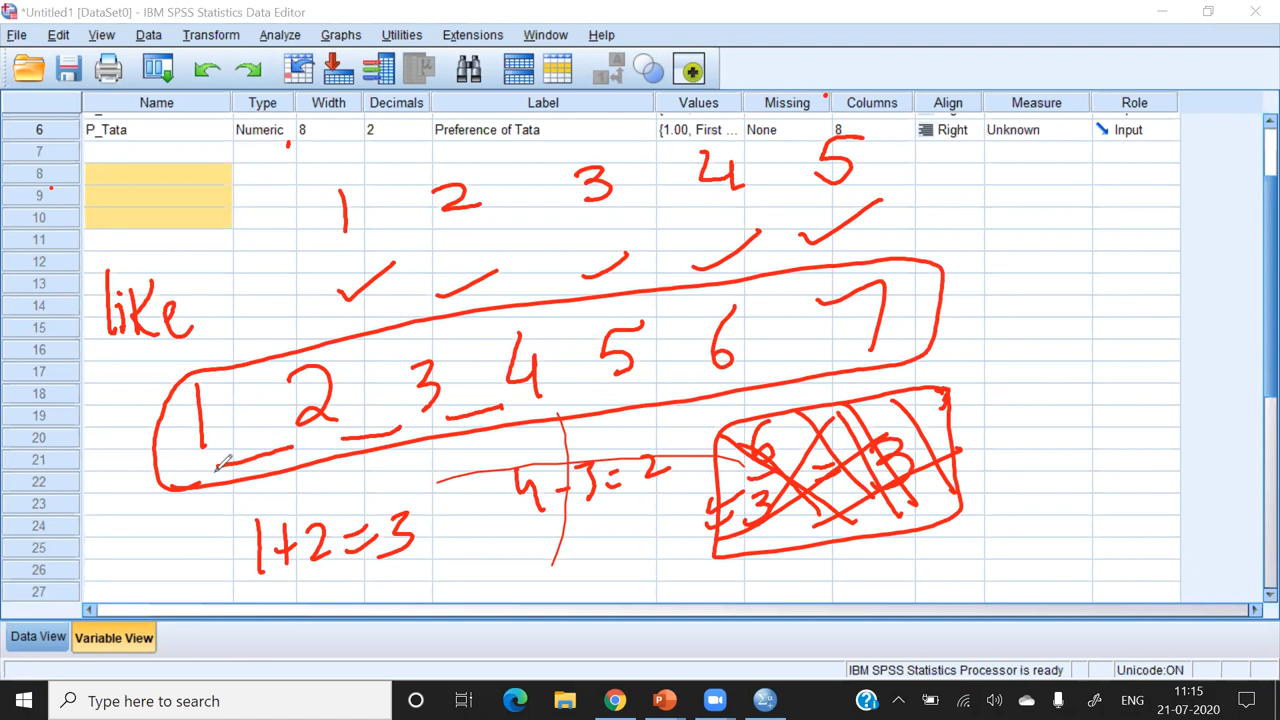 *Untitled1 [DataSet0] - IBM SPSS Statistics Data Editor
File Edit View Data Transform Analyze Graphs Utilities Extensions Window Help
Name Type Width Decimals Label Values Missing Columns Align Measure Role
6 P_Tata Numeric 8 2 Preference of Tata {1.00, First ... None 8 Right Unknown Input
7
8
9
10
11
12
13
14
15
16
17
18
19
20
21
22
23
24
25
26
27
1 2 3 4 5
like
1 2 3 4 5 6 7
1+2=3
Data View Variable View
IBM SPSS Statistics Processor is ready Unicode:ON
Type here to search
ENG
11:15
21-07-2020